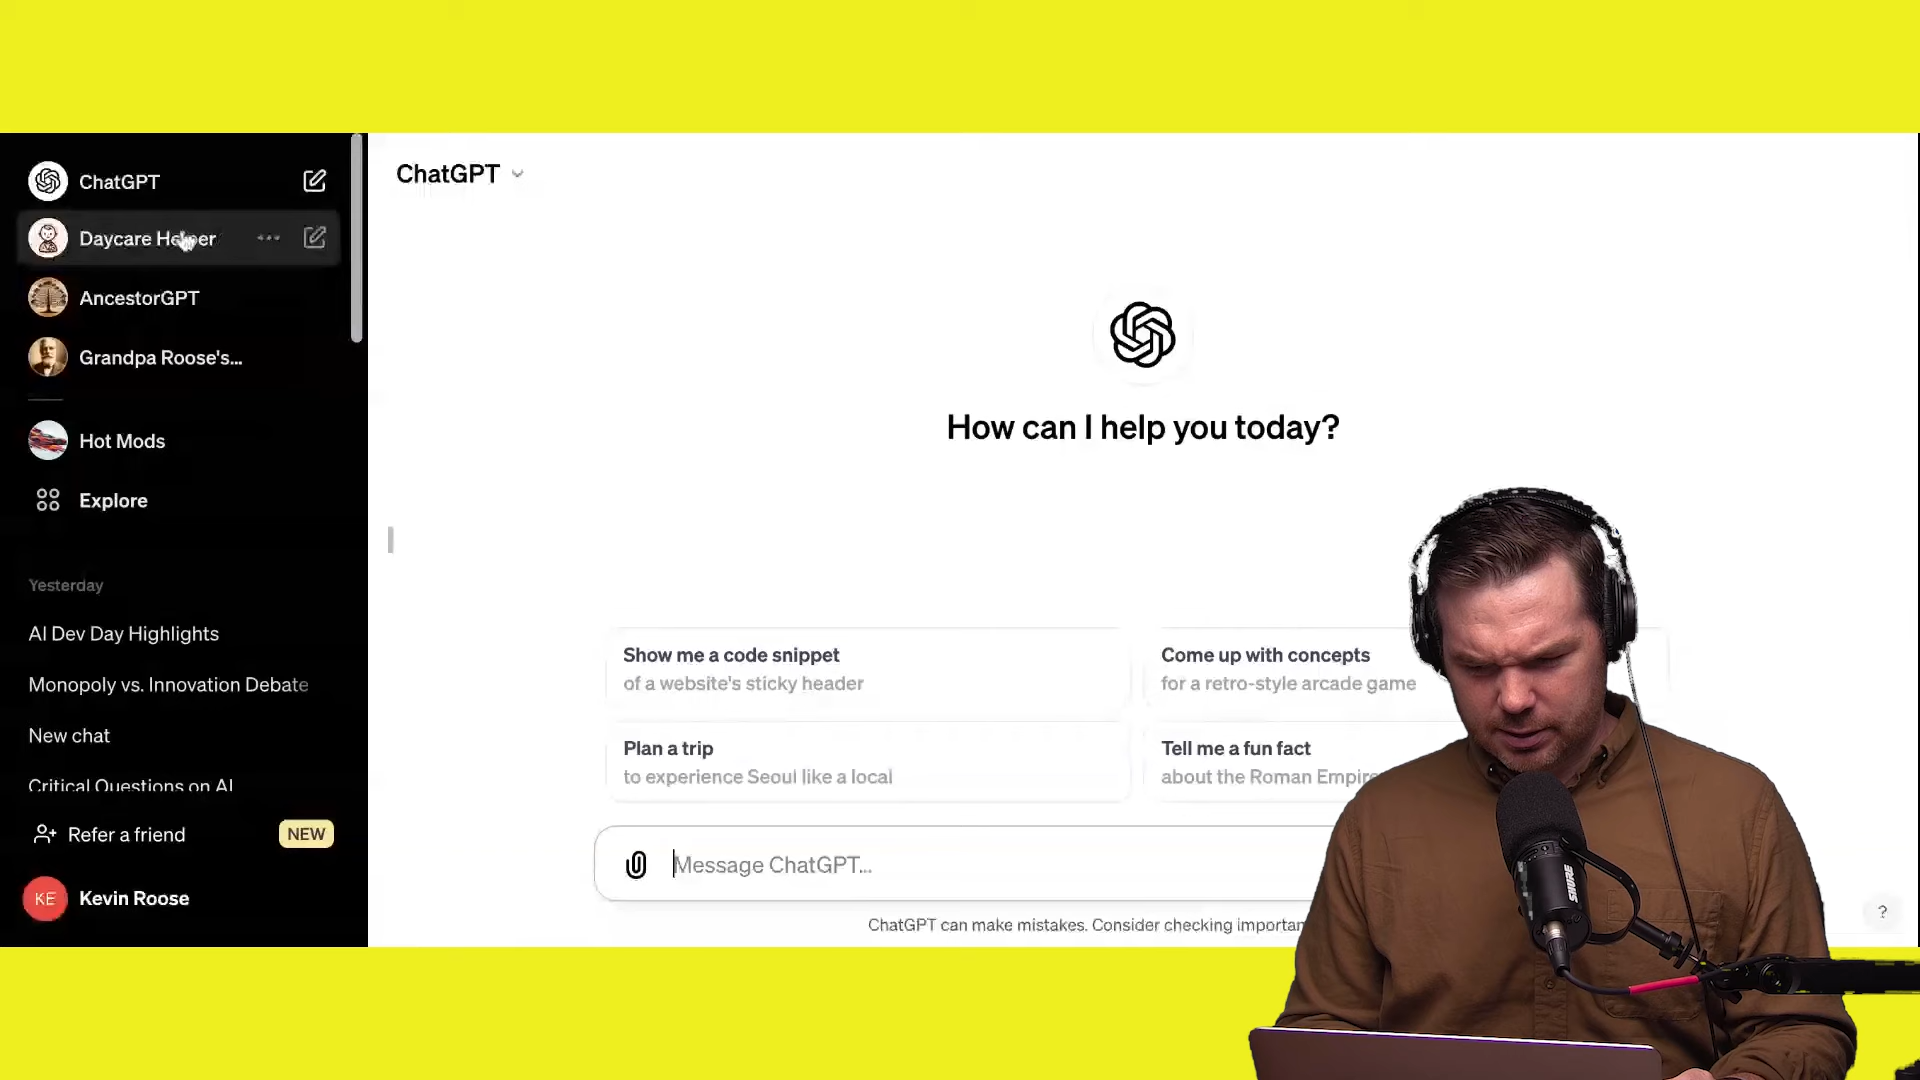 ChatGPT
Daycare Helper
AncestorGPT
Grandpa Roose's...
Hot Mods
Explore
Yesterday
AI Dev Day Highlights
Monopoly vs. Innovation Debate
New chat
Critical Questions on AI
Refer a friend NEW
KE Kevin Roose
ChatGPT
How can I help you today?
Show me a code snippet
of a website's sticky header
Come up with concepts
for a retro-style arcade game
Plan a trip
to experience Seoul like a local
Tell me a fun fact
about the Roman Empire
Message ChatGPT...
ChatGPT can make mistakes. Consider checking importan
?
SHURE